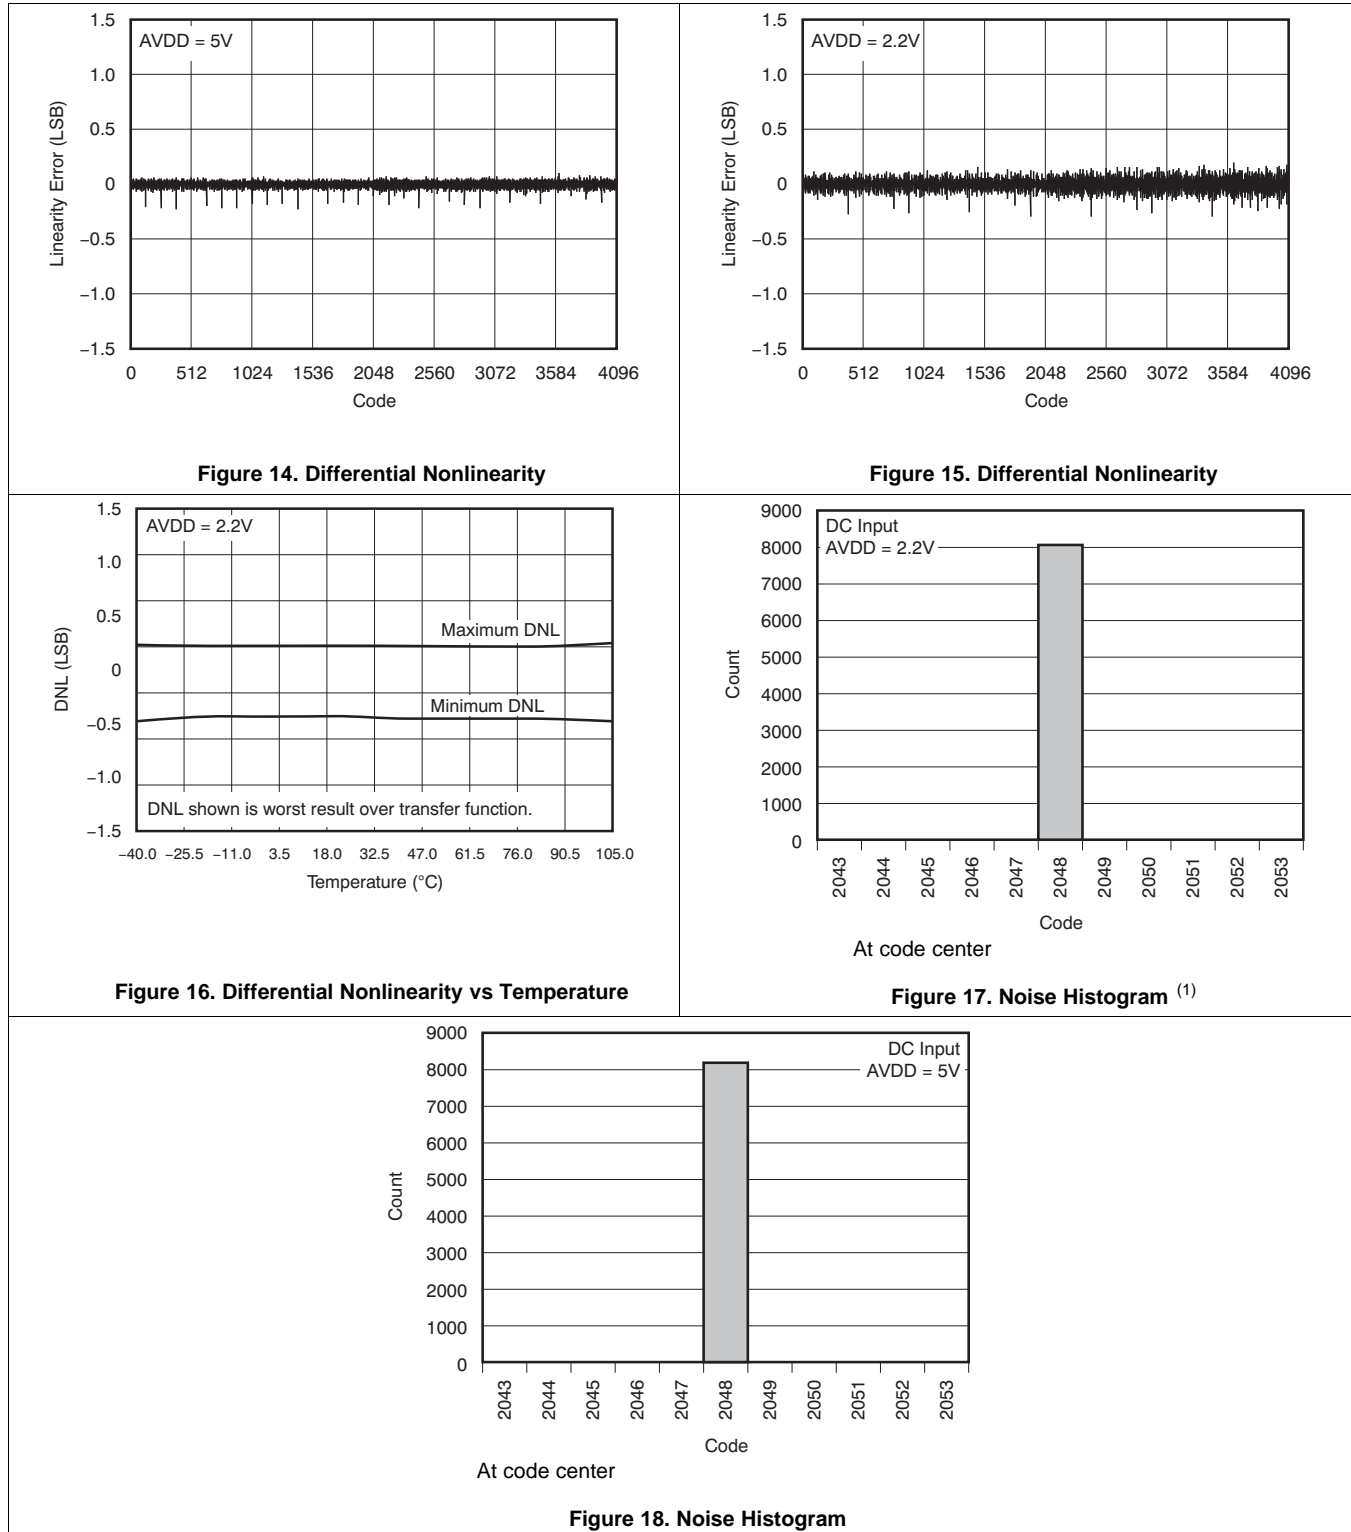 1.5
1.0
0.5
0
−0.5
−1.0
−1.5
AVDD = 5V
Linearity Error (LSB)
0 512 1024 1536 2048 2560 3072 3584 4096
Code
Figure 14. Differential Nonlinearity
1.5
1.0
0.5
0
−0.5
−1.0
−1.5
AVDD = 2.2V
Linearity Error (LSB)
0 512 1024 1536 2048 2560 3072 3584 4096
Code
Figure 15. Differential Nonlinearity
1.5
1.0
0.5
0
−0.5
−1.0
−1.5
AVDD = 2.2V
DNL (LSB)
Maximum DNL
Minimum DNL
DNL shown is worst result over transfer function.
−40.0 −25.5 −11.0 3.5 18.0 32.5 47.0 61.5 76.0 90.5 105.0
Temperature (°C)
Figure 16. Differential Nonlinearity vs Temperature
9000
8000
7000
6000
5000
4000
3000
2000
1000
0
DC Input
AVDD = 2.2V
Count
2043 2044 2045 2046 2047 2048 2049 2050 2051 2052 2053
Code
At code center
Figure 17. Noise Histogram (1)
9000
8000
7000
6000
5000
4000
3000
2000
1000
0
DC Input
AVDD = 5V
Count
2043 2044 2045 2046 2047 2048 2049 2050 2051 2052 2053
Code
At code center
Figure 18. Noise Histogram